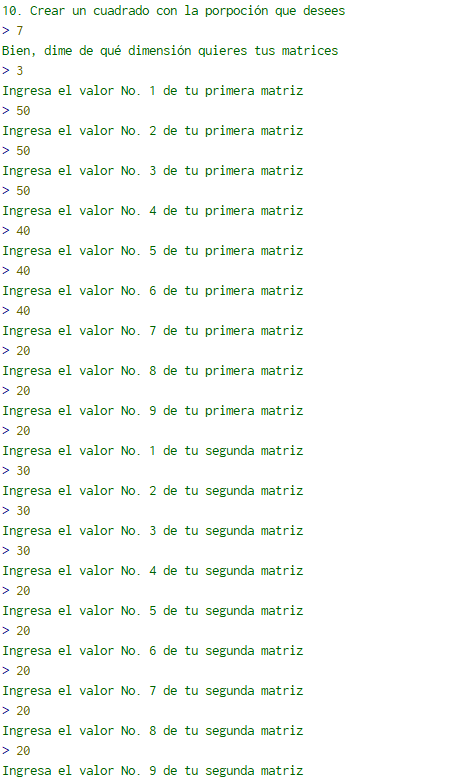 10. Crear un cuadrado con la porpoción que desees
> 7
Bien, dime de qué dimensión quieres tus matrices
> 3
Ingresa el valor No. 1 de tu primera matriz
> 50
Ingresa el valor No. 2 de tu primera matriz
> 50
Ingresa el valor No. 3 de tu primera matriz
> 50
Ingresa el valor No. 4 de tu primera matriz
> 40
Ingresa el valor No. 5 de tu primera matriz
> 40
Ingresa el valor No. 6 de tu primera matriz
> 40
Ingresa el valor No. 7 de tu primera matriz
> 20
Ingresa el valor No. 8 de tu primera matriz
> 20
Ingresa el valor No. 9 de tu primera matriz
> 20
Ingresa el valor No. 1 de tu segunda matriz
> 30
Ingresa el valor No. 2 de tu segunda matriz
> 30
Ingresa el valor No. 3 de tu segunda matriz
> 30
Ingresa el valor No. 4 de tu segunda matriz
> 20
Ingresa el valor No. 5 de tu segunda matriz
> 20
Ingresa el valor No. 6 de tu segunda matriz
> 20
Ingresa el valor No. 7 de tu segunda matriz
> 20
Ingresa el valor No. 8 de tu segunda matriz
> 20
Ingresa el valor No. 9 de tu segunda matriz